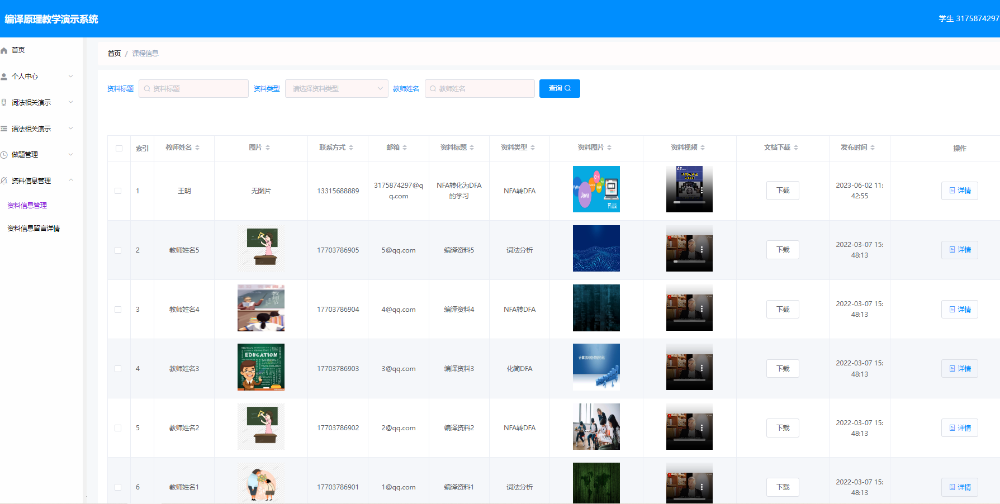 编译原理教学演示系统
学生 3175874297
首页
个人中心
词法相关演示
语法相关演示
做题管理
资料信息管理
资料信息管理
资料信息留言详情
首页 / 课程信息
资料标题 资料标题 资料类型 请选择资料类型 教师姓名 教师姓名 查询
索引 教师姓名 图片 联系方式 邮箱 资料标题 资料类型 资料图片 资料视频 文档下载 发布时间 操作
1 王明 无图片 13315688889 3175874297@q
q.com NFA转化为DFA
的学习 NFA转DFA 下载 2023-06-02 11:
42:55 详情
C++
Java
2 教师姓名5 17703786905 5@qq.com 编译资料5 词法分析 下载 2022-03-07 15:
48:13 详情
3 教师姓名4 17703786904 4@qq.com 编译资料4 NFA转DFA 下载 2022-03-07 15:
48:13 详情
教师节
4 教师姓名3 17703786903 3@qq.com 编译资料3 化简DFA 下载 2022-03-07 15:
48:13 详情
EDUCATION
SCHOOL
5 教师姓名2 17703786902 2@qq.com 编译资料2 NFA转DFA 下载 2022-03-07 15:
48:13 详情
6 教师姓名1 17703786901 1@qq.com 编译资料1 词法分析 下载 2022-03-07 15:
48:13 详情